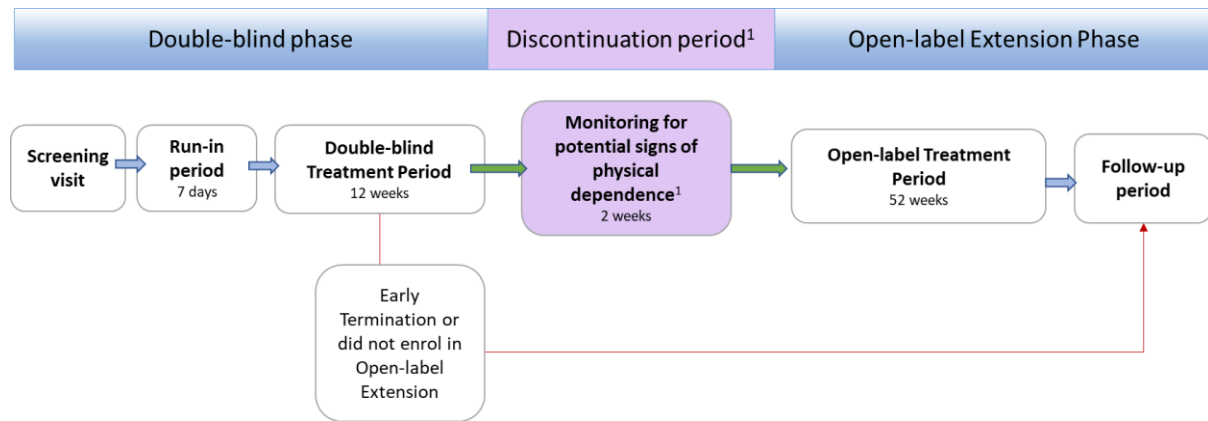 Double-blind phase
Discontinuation period¹
Open-label Extension Phase
Screening
visit
Run-in
period
7 days
Double-blind
Treatment Period
12 weeks
Monitoring for
potential signs of
physical
dependence¹
2 weeks
Open-label Treatment
Period
52 weeks
Follow-up
period
Early
Termination or
did not enrol in
Open-label
Extension